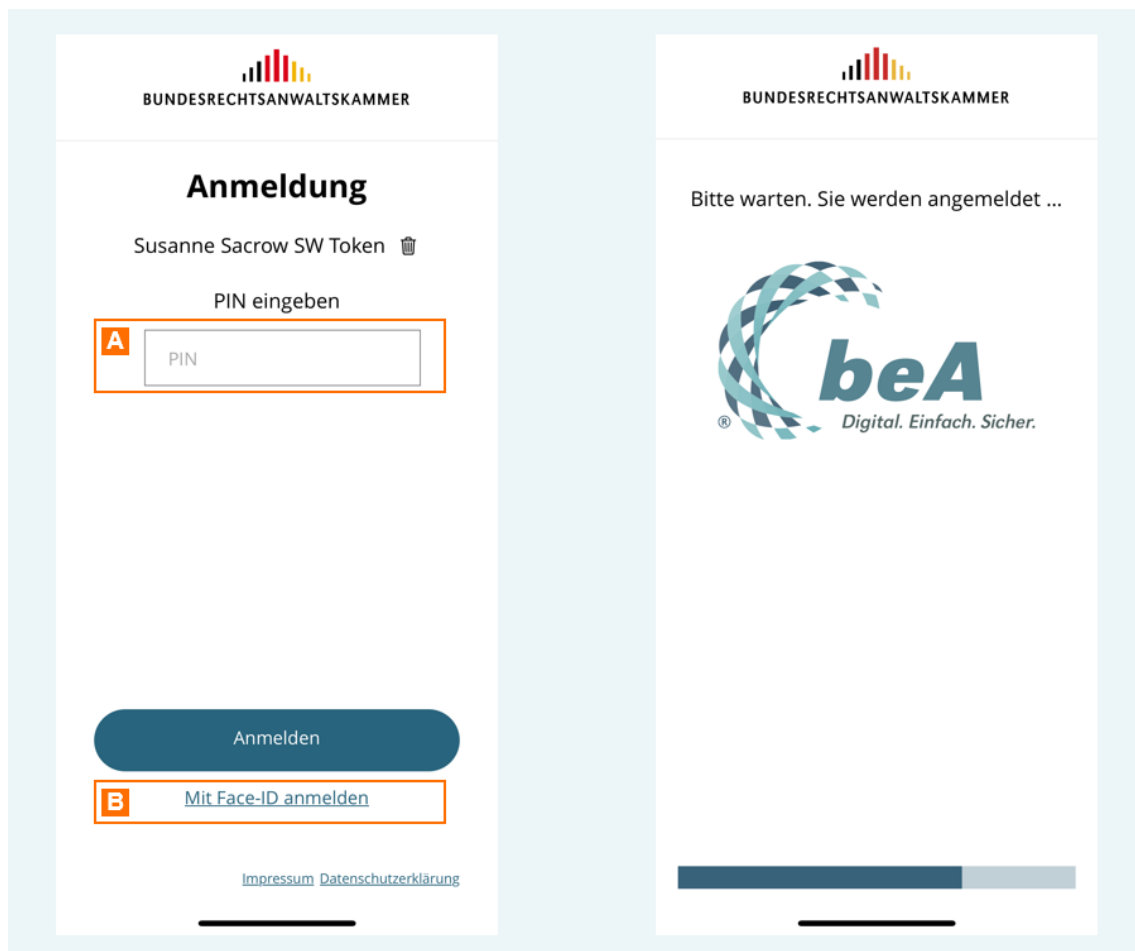 BUNDESRECHTSANWALTSKAMMER
Anmeldung
Susanne Sacrow SW Token
PIN eingeben
A
PIN
Anmelden
B
Mit Face-ID anmelden
Impressum Datenschutzerklärung
BUNDESRECHTSANWALTSKAMMER
Bitte warten. Sie werden angemeldet ...
beA
® Digital. Einfach. Sicher.